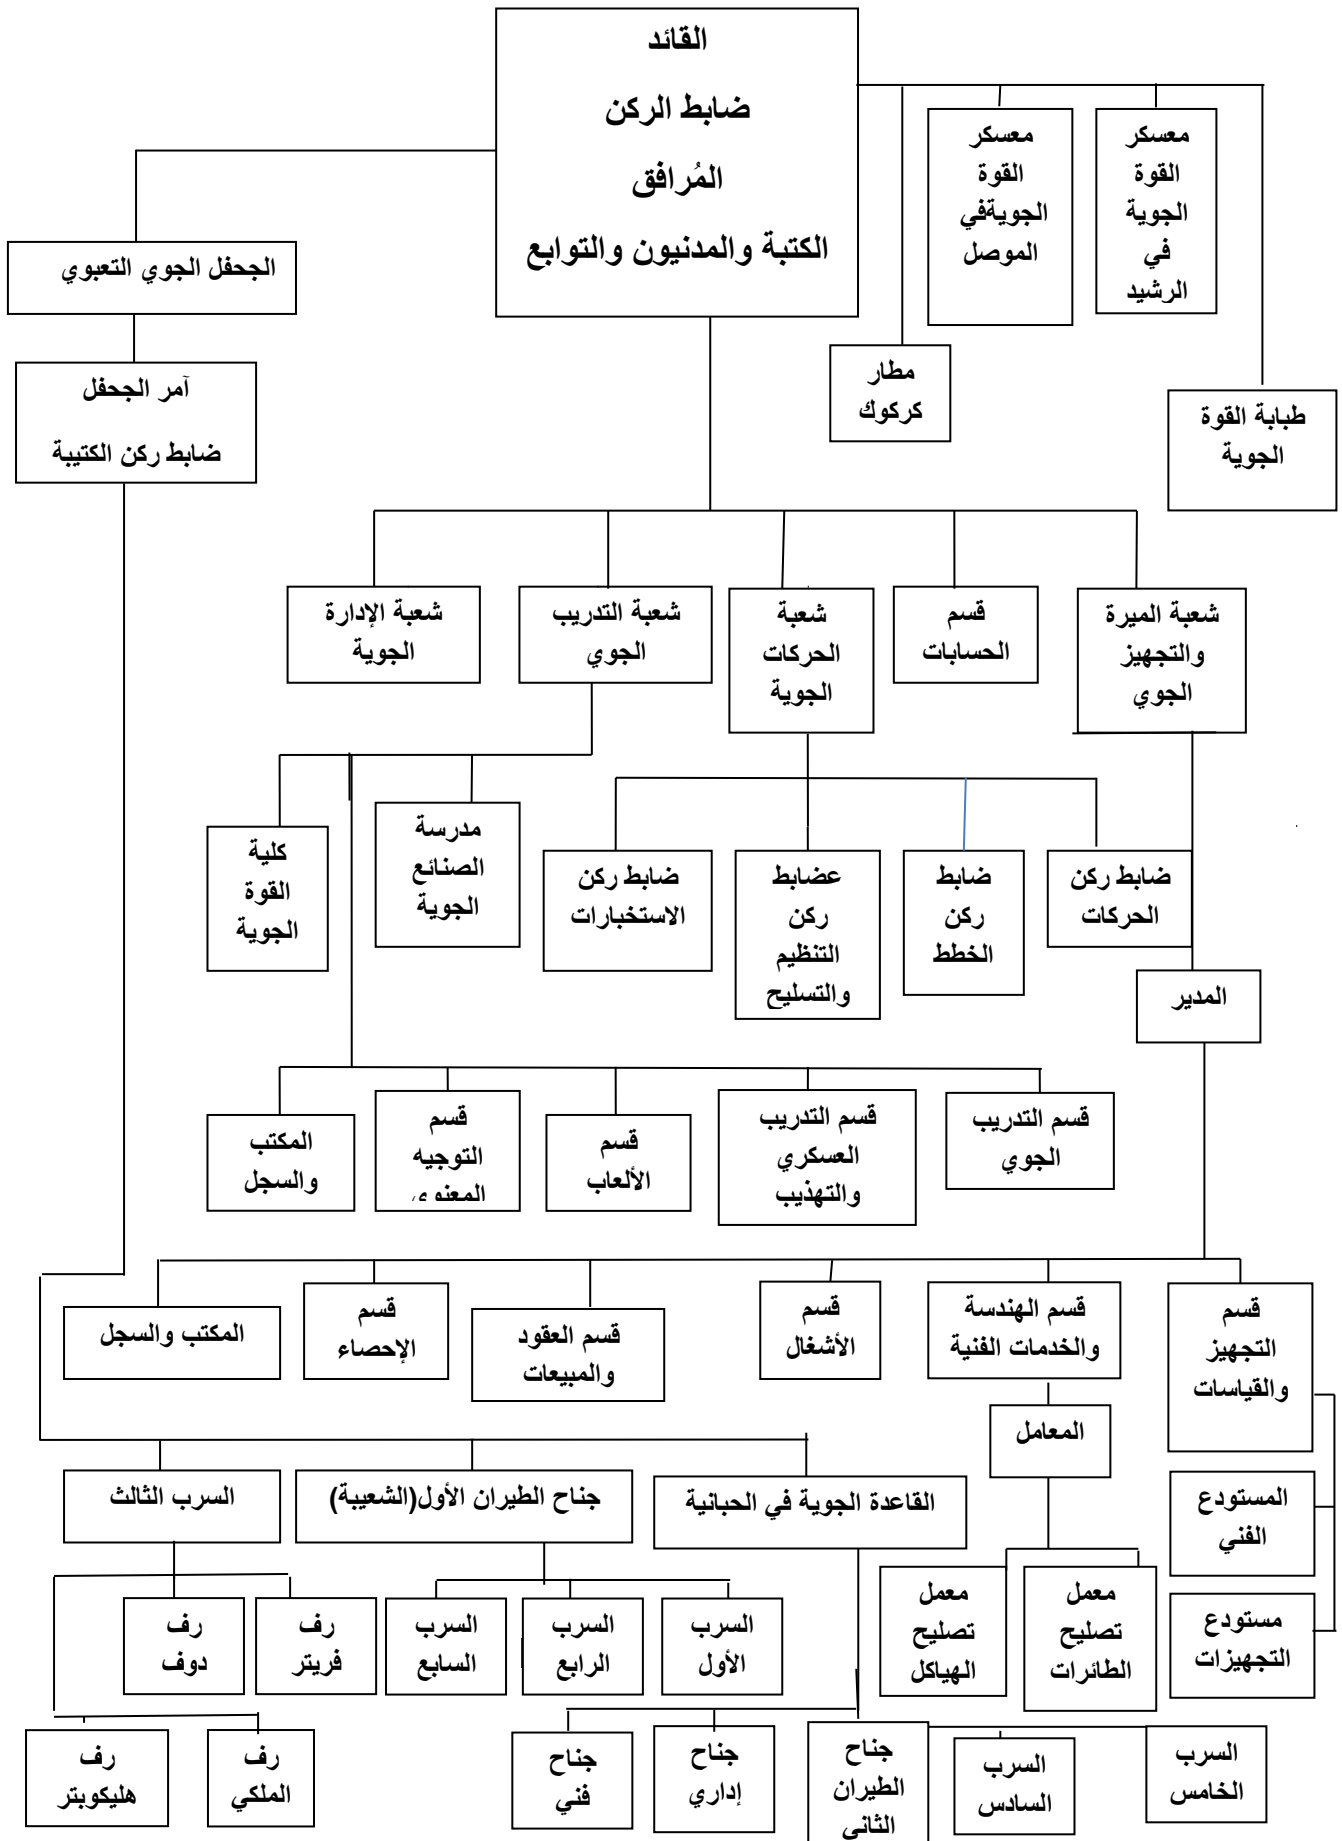 القائد
ضابط الركن
المُرافق
الكتبة والمدنيون والتوابع
معسكر
القوة
الجوية
في
الرشيد
معسكر
القوة
الجويةفي
الموصل
مطار
كركوك
طبابة القوة
الجوية
الجحفل الجوي التعبوي
آمر الجحفل
ضابط ركن الكتيبة
شعبة الميرة
والتجهيز
الجوي
قسم
الحسابات
شعبة
الحركات
الجوية
شعبة التدريب
الجوي
شعبة الإدارة
الجوية
مدرسة
الصنائع
الجوية
كلية
القوة
الجوية
ضابط ركن
الحركات
ضابط
ركن
الخطط
عضابط
ركن
التنظيم
والتسليح
ضابط ركن
الاستخبارات
المدير
قسم التدريب
الجوي
قسم التدريب
العسكري
والتهذيب
قسم
الألعاب
قسم
التوجيه
المعنوي
المكتب
والسجل
قسم
التجهيز
والقياسات
قسم الهندسة
والخدمات الفنية
قسم
الأشغال
قسم العقود
والمبيعات
قسم
الإحصاء
المكتب والسجل
المعامل
المستودع
الفني
مستودع
التجهيزات
القاعدة الجوية في الحبانية
جناح الطيران الأول(الشعيبة)
السرب الثالث
معمل
تصليح
الطائرات
معمل
تصليح
الهياكل
السرب
الأول
السرب
الرابع
السرب
السابع
رف
فريتر
رف
دوف
السرب
الخامس
السرب
السادس
جناح
الطيران
الثاني
جناح
إداري
جناح
فني
رف
الملكي
رف
هليكوبتر